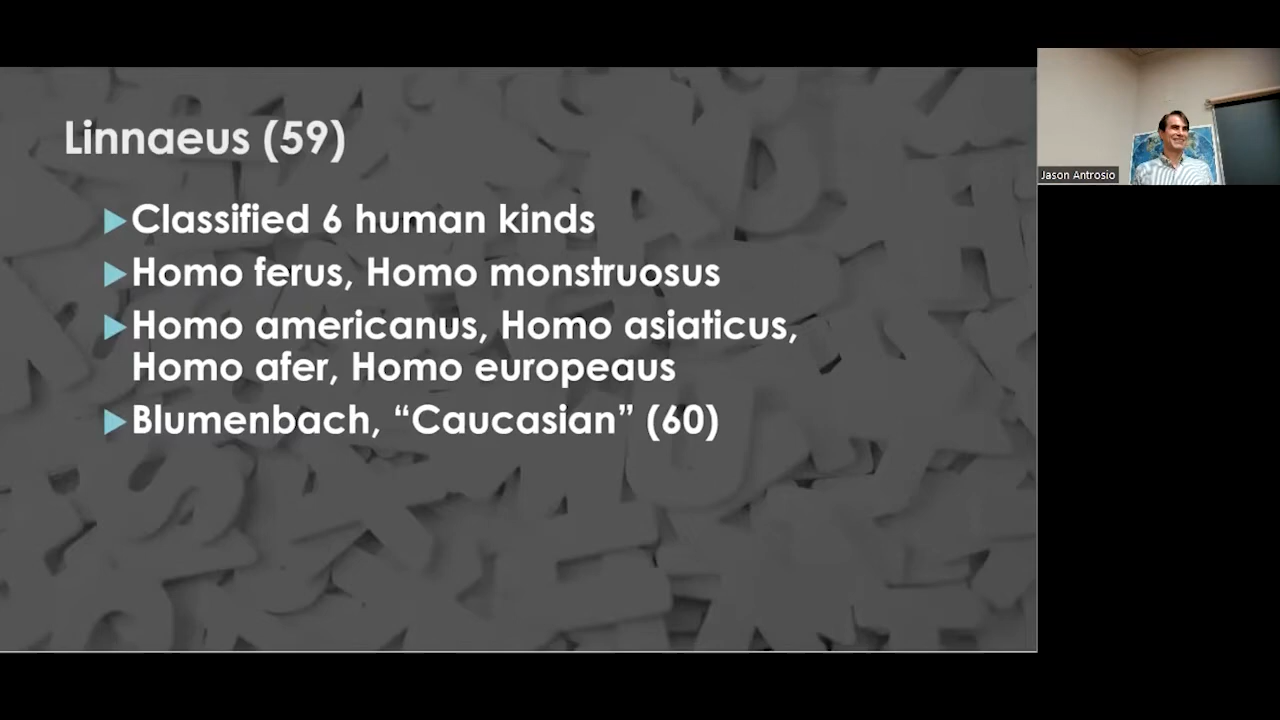 Linnaeus (59)
Classified 6 human kinds
Homo ferus, Homo monstruosus
Homo americanus, Homo asiaticus,
Homo afer, Homo europeaus
Blumenbach, “Caucasian” (60)
Jason Antrosio